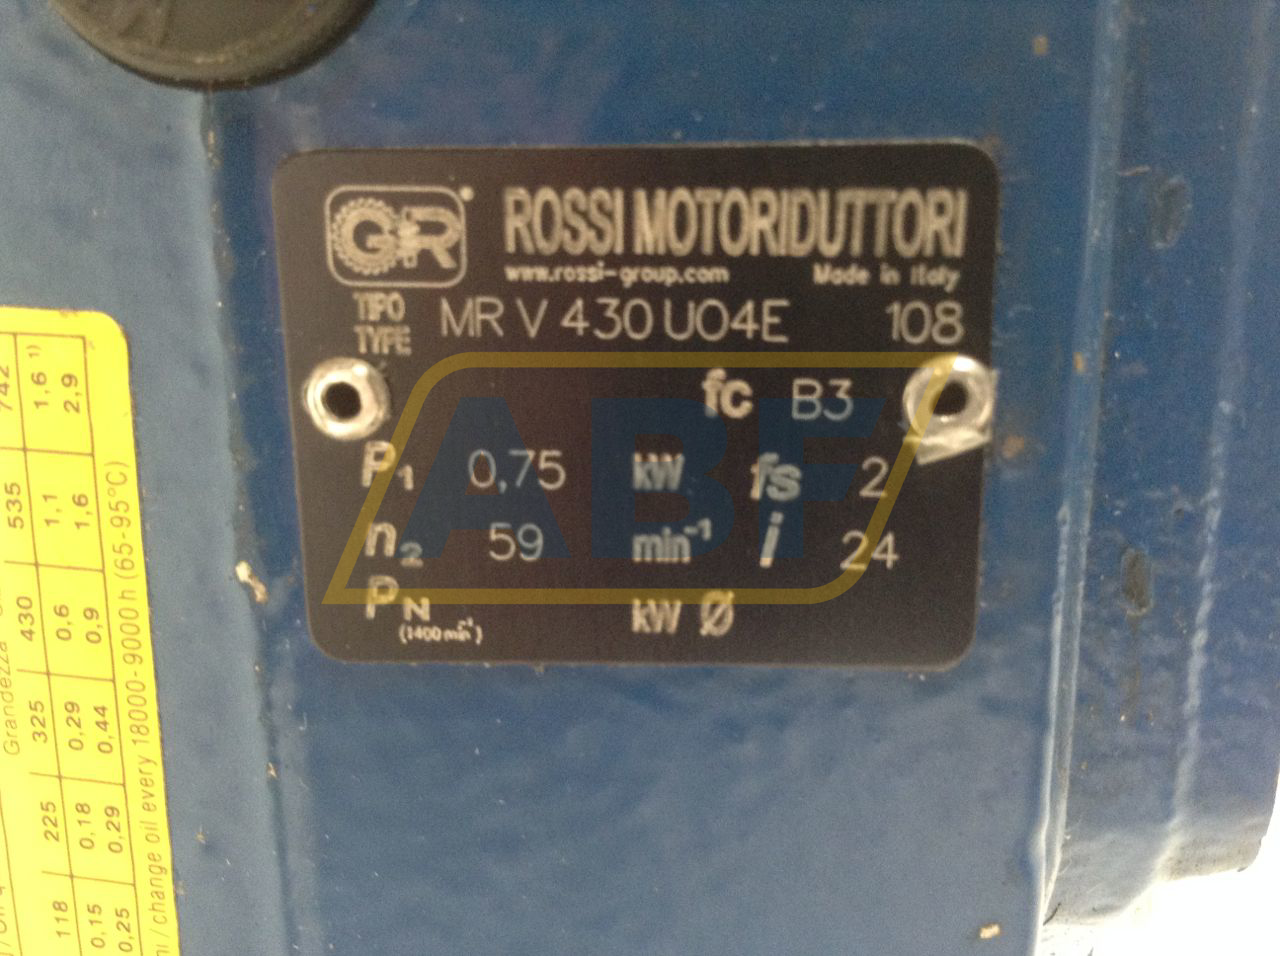 GR®
ROSSI MOTORIDUTTORI
www.rossi-group.com Made in Italy
TIPO
TYPE MR V 430 UO4E 108
fc B3
P1 0,75 kW fs 2
n2 59 min-1 i 24
PN
(1400 min-1) kW Ø
ABF
Grandezza
118 225 325 430 535 742
0,15 0,18 0,29 0,6 1,1 1,6 1)
0,25 0,29 0,44 0,9 1,6 2,9
/ change oil every 18000-9000 h (65-95°C)